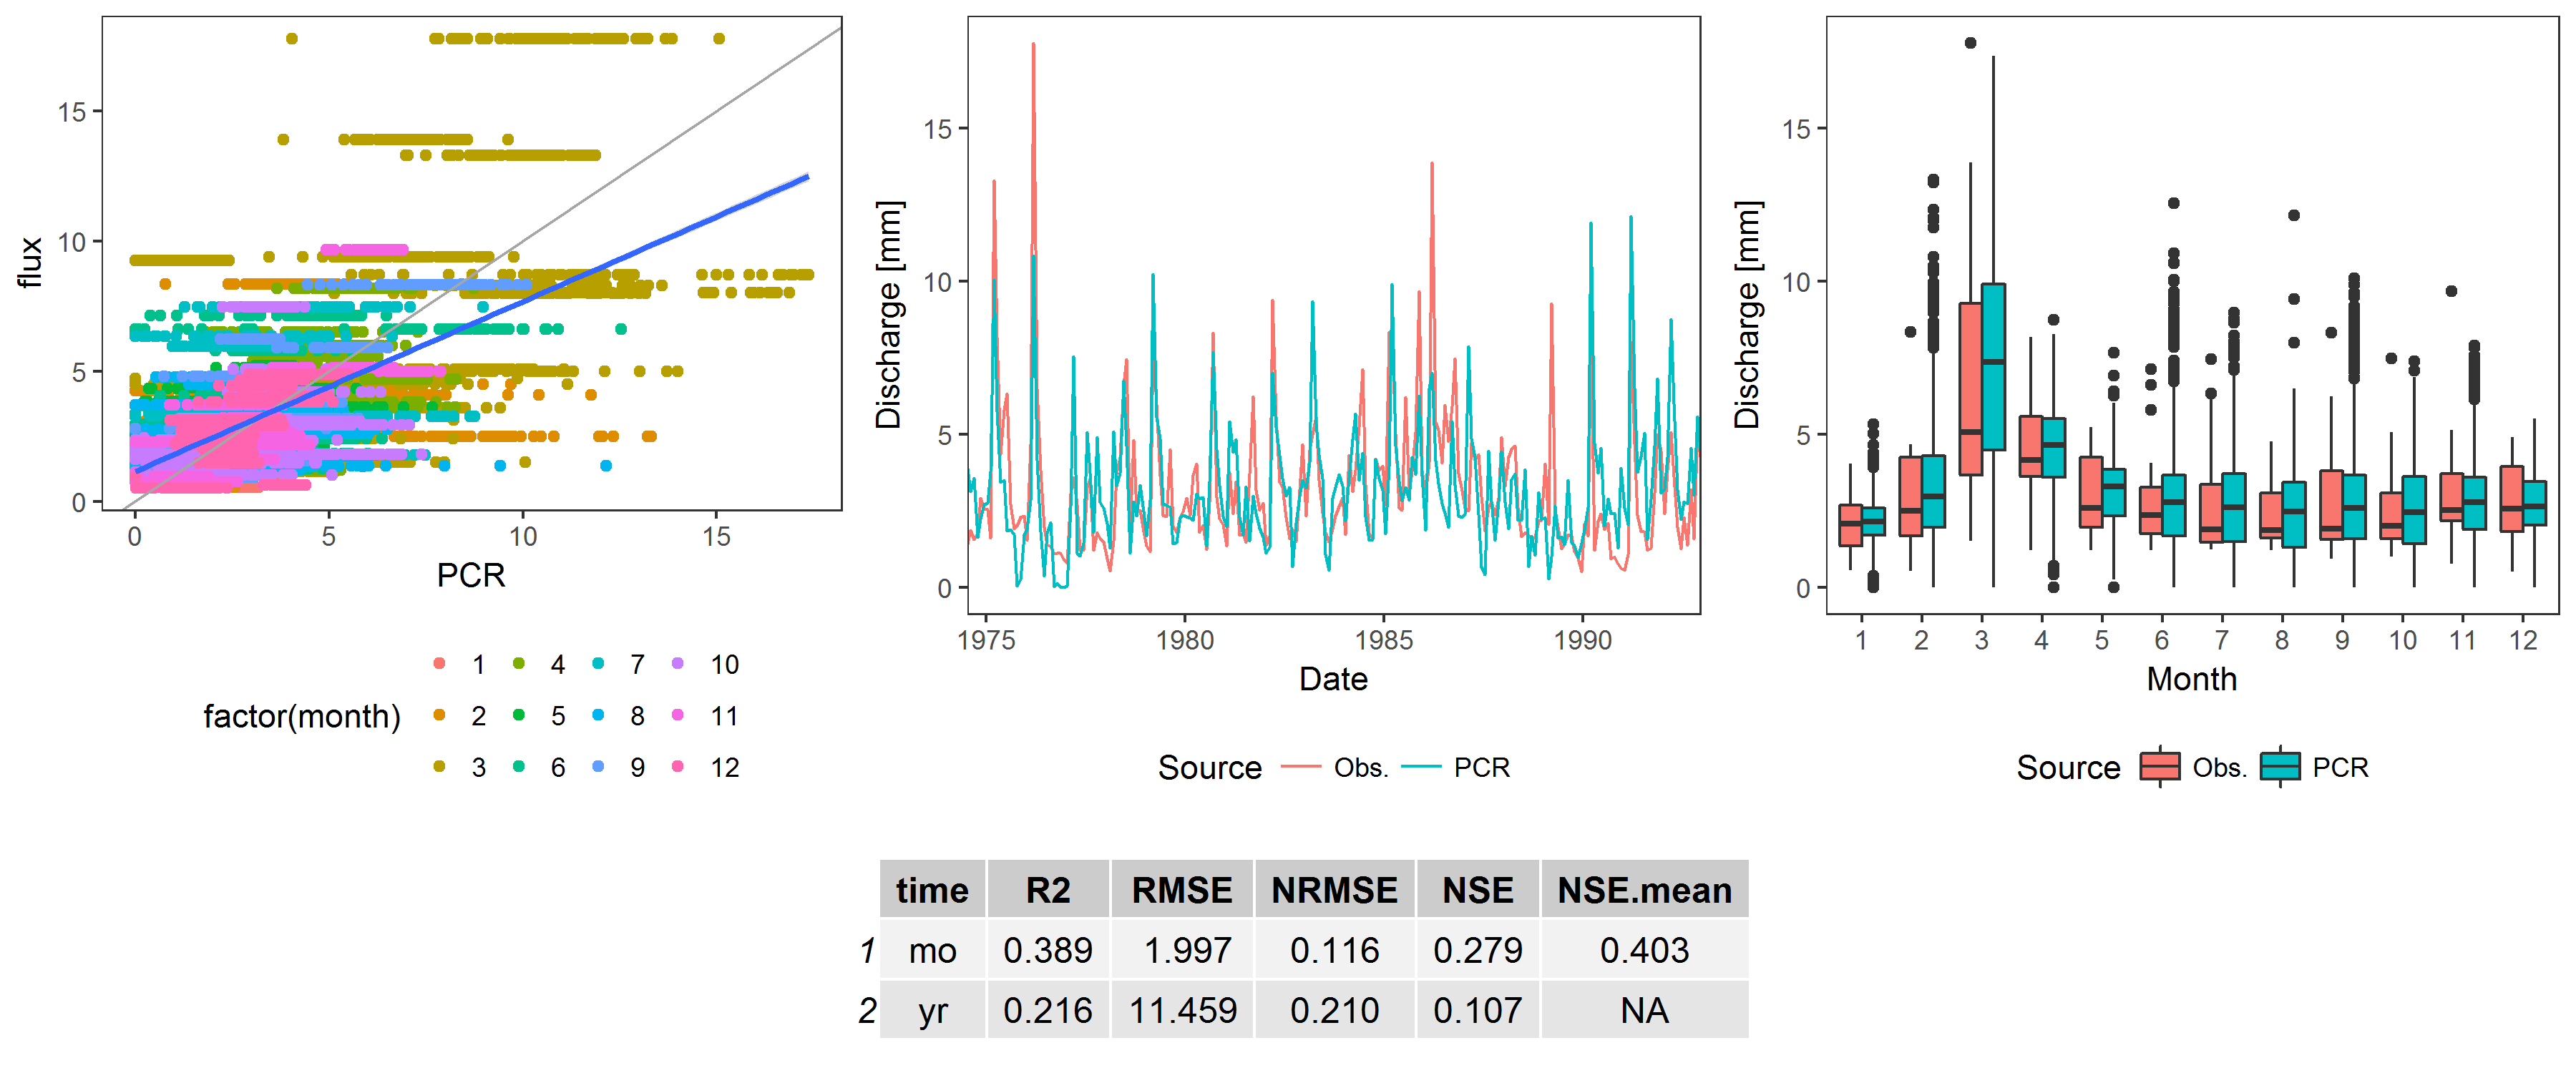 flux
15
10
5
0
0 5 10 15
PCR
factor(month)
1 4 7 10
2 5 8 11
3 6 9 12
Discharge [mm]
15
10
5
0
1975 1980 1985 1990
Date
Source Obs. PCR
Discharge [mm]
15
10
5
0
1 2 3 4 5 6 7 8 9 10 11 12
Month
Source Obs. PCR
time R2 RMSE NRMSE NSE NSE.mean
1 mo 0.389 1.997 0.116 0.279 0.403
2 yr 0.216 11.459 0.210 0.107 NA